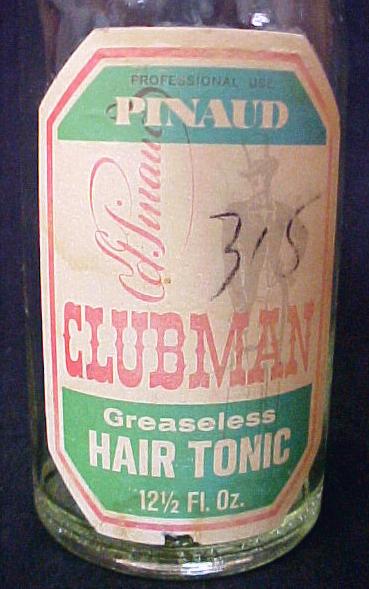 PROFESSIONAL USE
PINAUD
Ed. Pinaud
315
CLUBMAN
Greaseless
HAIR TONIC
12½ Fl. Oz.